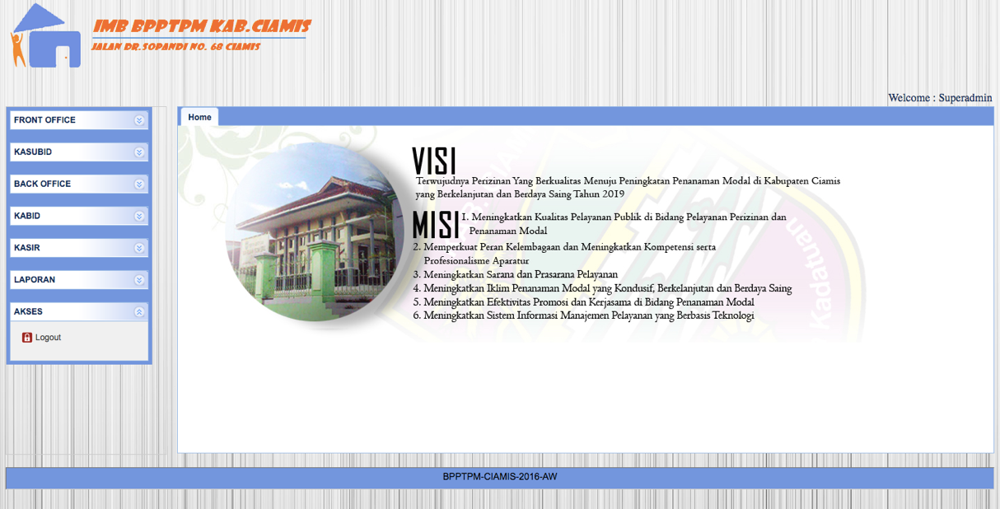 IMB BPPTPM KAB.CIAMIS
JALAN DR.SOPANDI NO. 68 CIAMIS
Welcome : Superadmin
FRONT OFFICE
KASUBID
BACK OFFICE
KABID
KASIR
LAPORAN
AKSES
Logout
Home
VISI
Terwujudnya Perizinan Yang Berkualitas Menuju Peningkatan Penanaman Modal di Kabupaten Ciamis
yang Berkelanjutan dan Berdaya Saing Tahun 2019
MISI
1. Meningkatkan Kualitas Pelayanan Publik di Bidang Pelayanan Perizinan dan
Penanaman Modal
2. Memperkuat Peran Kelembagaan dan Meningkatkan Kompetensi serta
Profesionalisme Aparatur
3. Meningkatkan Sarana dan Prasarana Pelayanan
4. Meningkatkan Iklim Penanaman Modal yang Kondusif, Berkelanjutan dan Berdaya Saing
5. Meningkatkan Efektivitas Promosi dan Kerjasama di Bidang Penanaman Modal
6. Meningkatkan Sistem Informasi Manajemen Pelayanan yang Berbasis Teknologi
Kadatuan
BPPTPM-CIAMIS-2016-AW